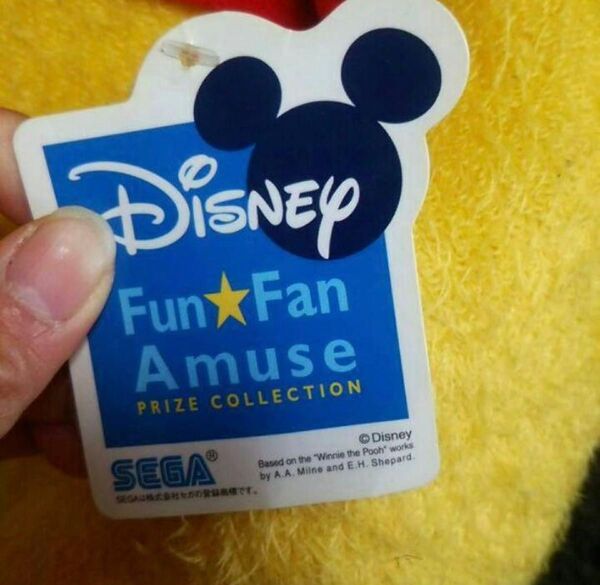 Disney
Fun★Fan
Amuse
PRIZE COLLECTION
©Disney
Based on the "Winnie the Pooh" works
by A.A. Milne and E.H. Shepard.
SEGA®
SEGAは株式会社セガの登録商標です。